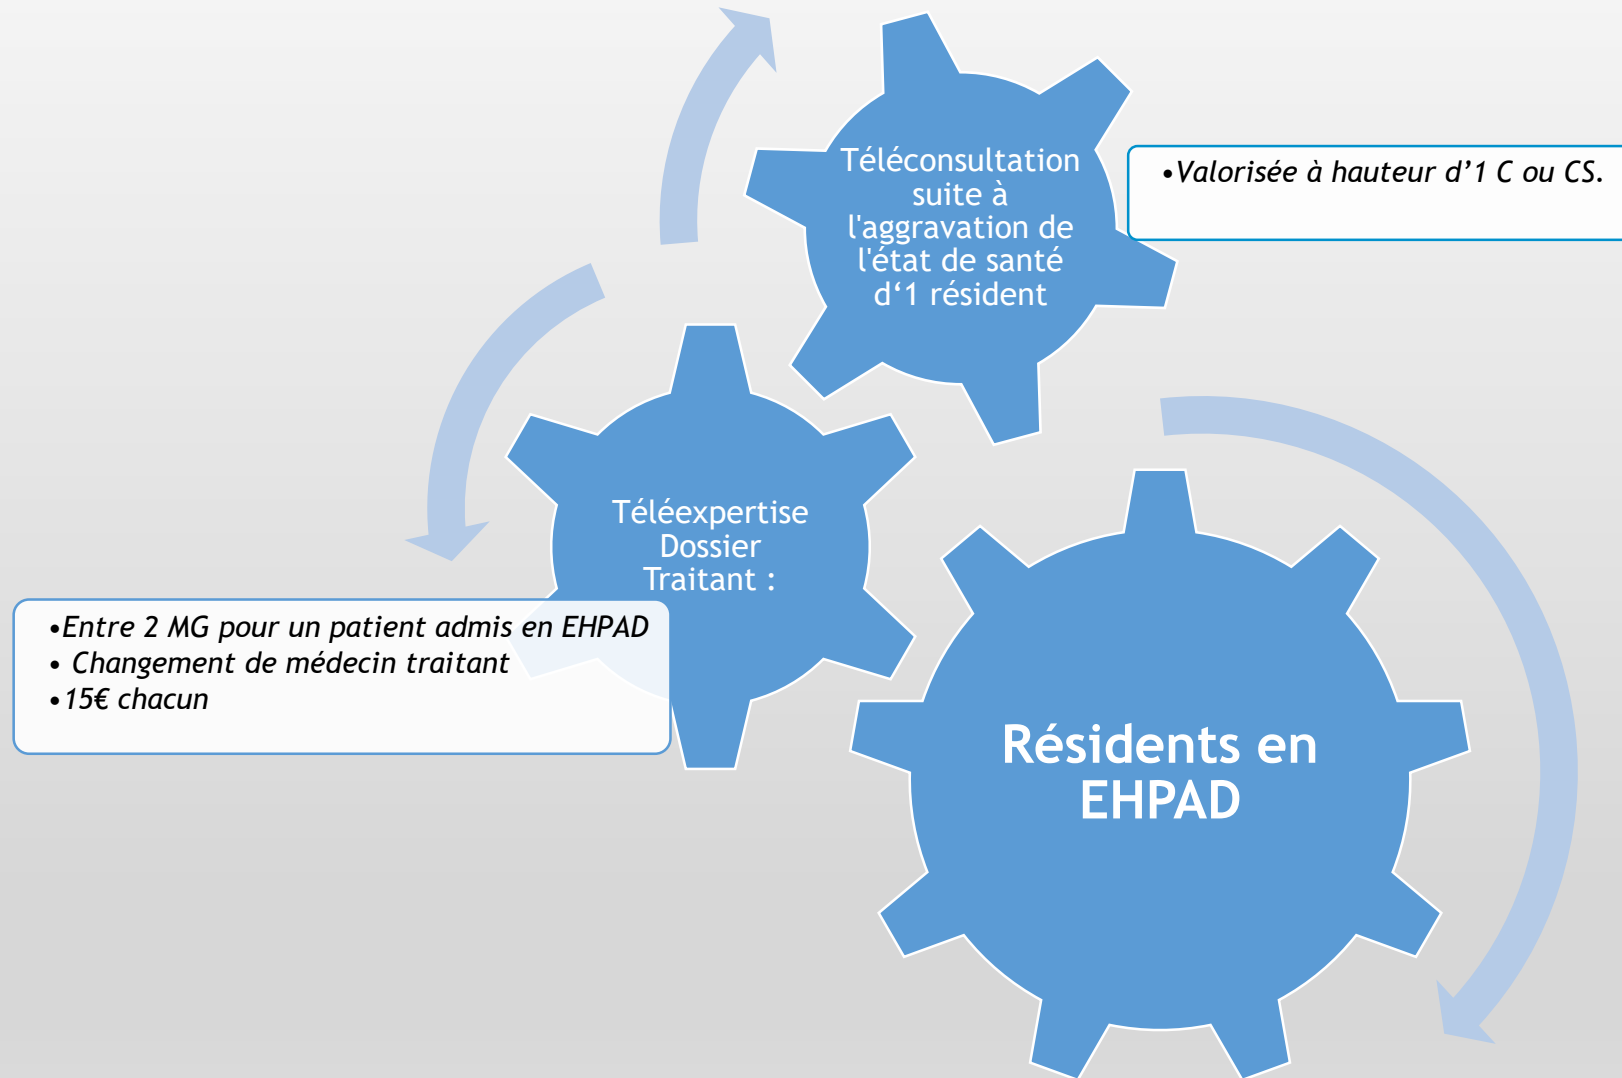 Téléconsultation
suite à
l'aggravation de
l'état de santé
d‘1 résident
•Valorisée à hauteur d’1 C ou CS.
Téléexpertise
Dossier
Traitant :
•Entre 2 MG pour un patient admis en EHPAD
• Changement de médecin traitant
•15€ chacun
Résidents en
EHPAD